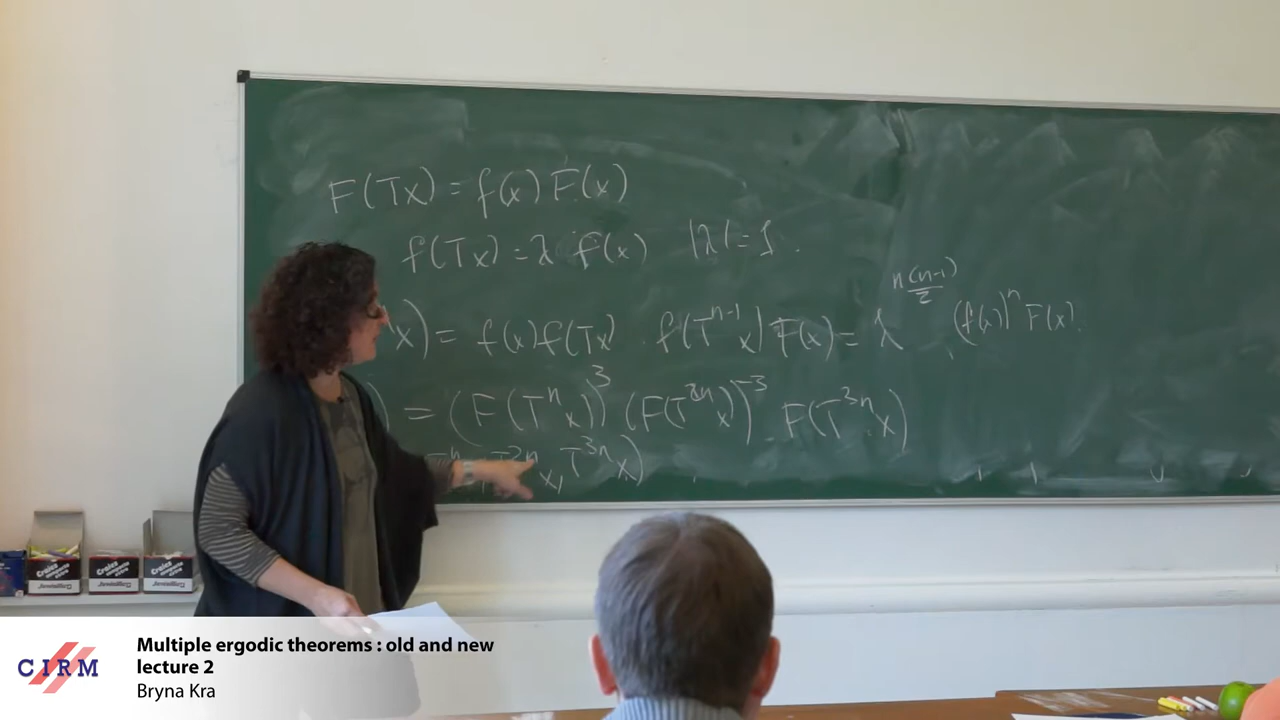 F(Tx) = f(x) F(x)
f(Tx) = λ f(x) |λ| = 1.
x) = f(x) f(Tx) f(T^{n-1} x) F(x) = λ^{\frac{n(n-1)}{2}} (f(x))^n F(x).
) = (F(T^n x))^3 (F(T^{2n} x))^{-3} . F(T^{3n} x)
x, T^{3n} x)
CIRM
Multiple ergodic theorems : old and new
lecture 2
Bryna Kra